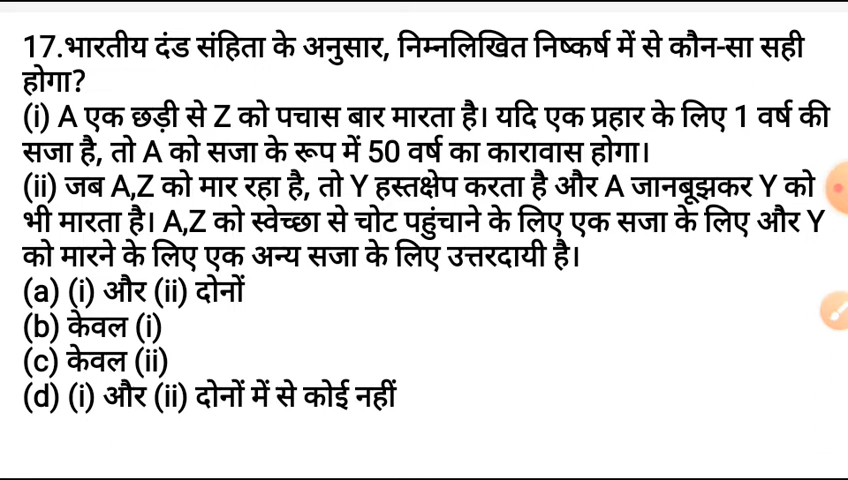 17.भारतीय दंड संहिता के अनुसार, निम्नलिखित निष्कर्ष में से कौन-सा सही
होगा?
(i) A एक छड़ी से Z को पचास बार मारता है। यदि एक प्रहार के लिए 1 वर्ष की
सजा है, तो A को सजा के रूप में 50 वर्ष का कारावास होगा।
(ii) जब A,Z को मार रहा है, तो Y हस्तक्षेप करता है और A जानबूझकर Y को
भी मारता है। A,Z को स्वेच्छा से चोट पहुंचाने के लिए एक सजा के लिए और Y
को मारने के लिए एक अन्य सजा के लिए उत्तरदायी है।
(a) (i) और (ii) दोनों
(b) केवल (i)
(c) केवल (ii)
(d) (i) और (ii) दोनों में से कोई नहीं